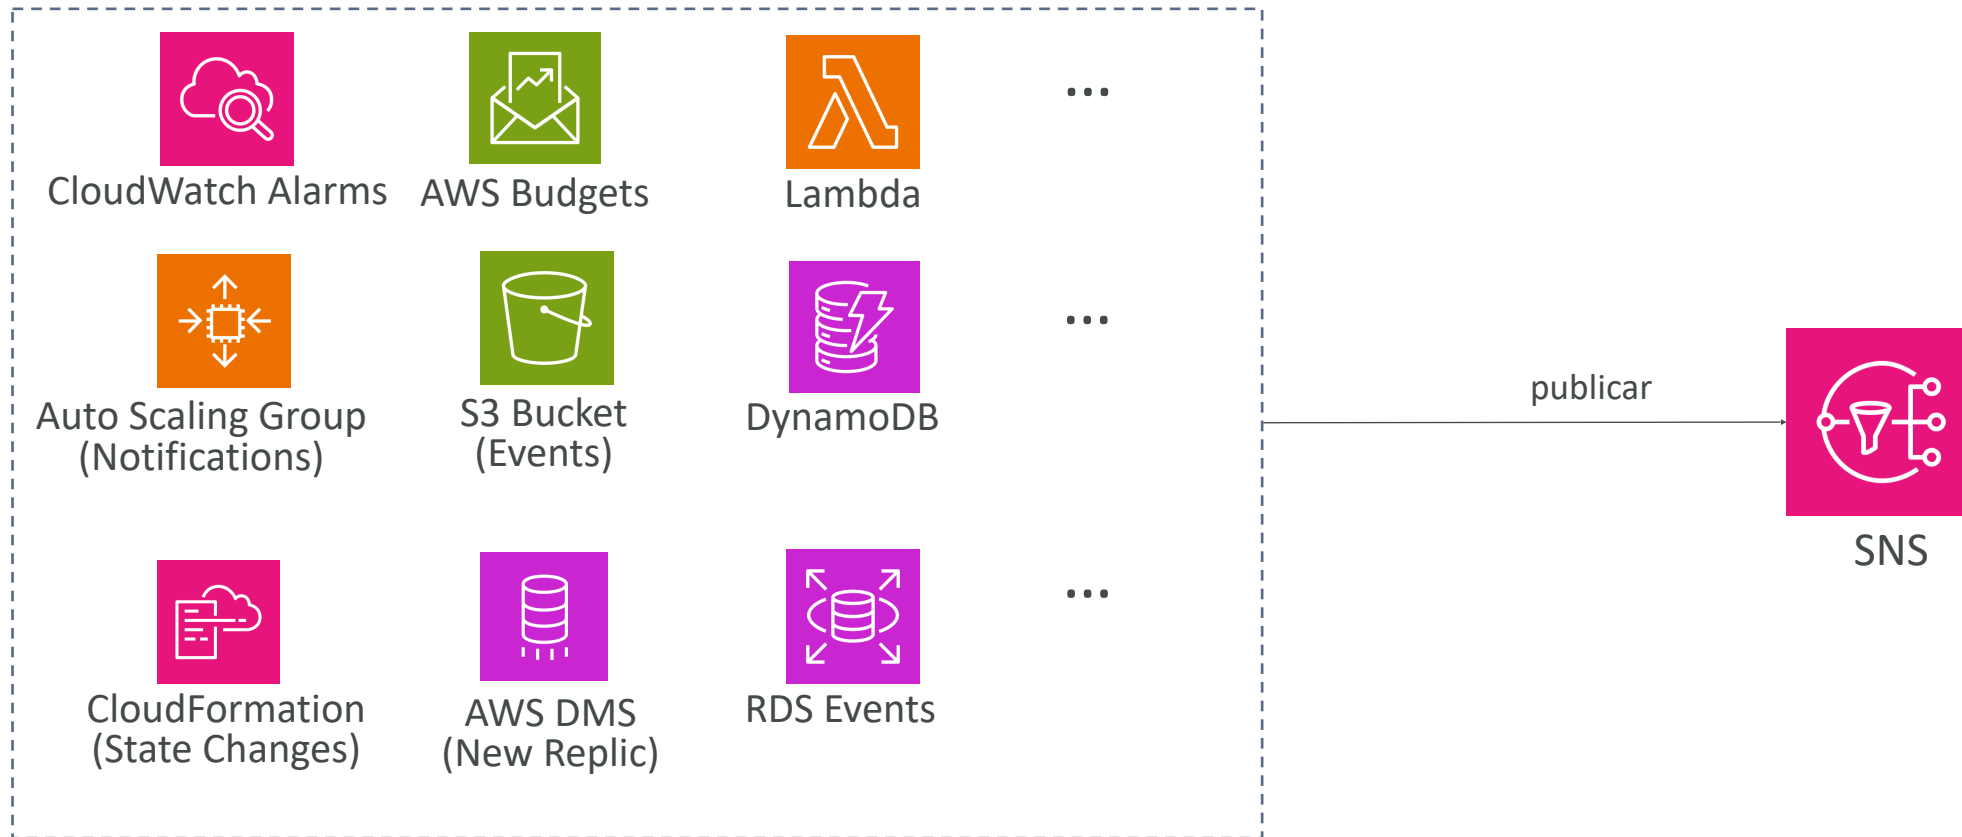 CloudWatch Alarms
AWS Budgets
Lambda
...
Auto Scaling Group
(Notifications)
S3 Bucket
(Events)
DynamoDB
...
publicar
SNS
CloudFormation
(State Changes)
AWS DMS
(New Replic)
RDS Events
...